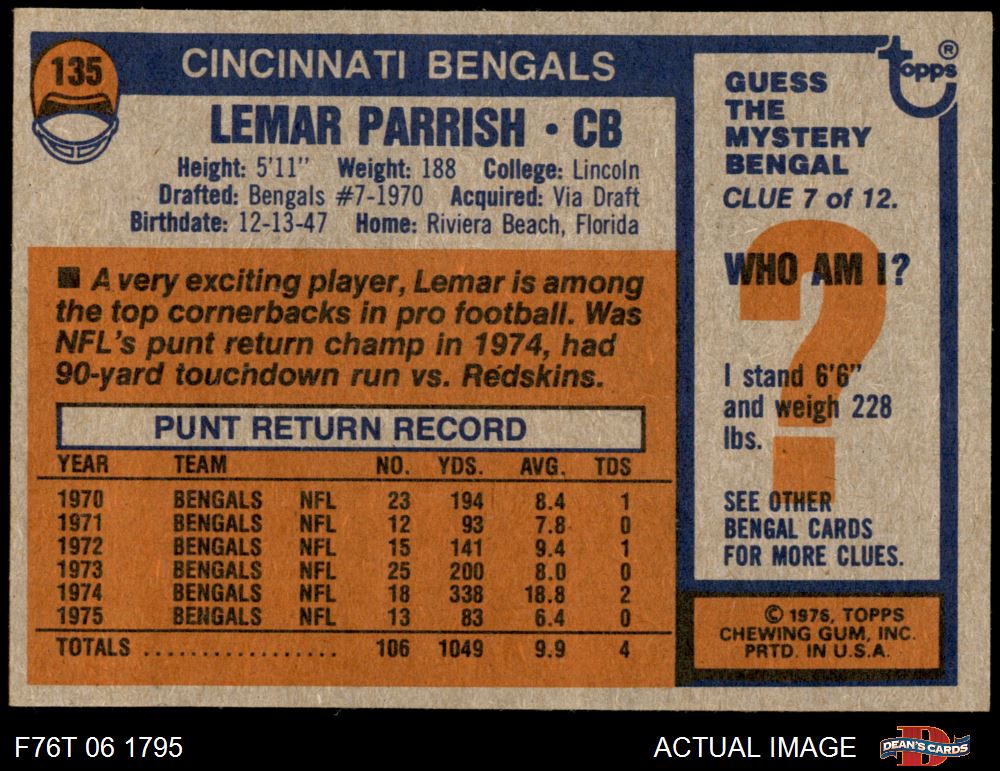 135
CINCINNATI BENGALS
LEMAR PARRISH • CB
Height: 5'11" Weight: 188 College: Lincoln
Drafted: Bengals #7-1970 Acquired: Via Draft
Birthdate: 12-13-47 Home: Riviera Beach, Florida
■ A very exciting player, Lemar is among
the top cornerbacks in pro football. Was
NFL's punt return champ in 1974, had
90-yard touchdown run vs. Redskins.
PUNT RETURN RECORD
YEAR TEAM NO. YDS. AVG. TDS
1970 BENGALS NFL 23 194 8.4 1
1971 BENGALS NFL 12 93 7.8 0
1972 BENGALS NFL 15 141 9.4 1
1973 BENGALS NFL 25 200 8.0 0
1974 BENGALS NFL 18 338 18.8 2
1975 BENGALS NFL 13 83 6.4 0
TOTALS ................. 106 1049 9.9 4
topps ®
GUESS
THE
MYSTERY
BENGAL
CLUE 7 of 12.
WHO AM I?
?
I stand 6'6"
and weigh 228
lbs.
SEE OTHER
BENGAL CARDS
FOR MORE CLUES.
© 1976, TOPPS
CHEWING GUM, INC.
PRTD. IN U.S.A.
F76T 06 1795
ACTUAL IMAGE
D
DEAN'S CARDS